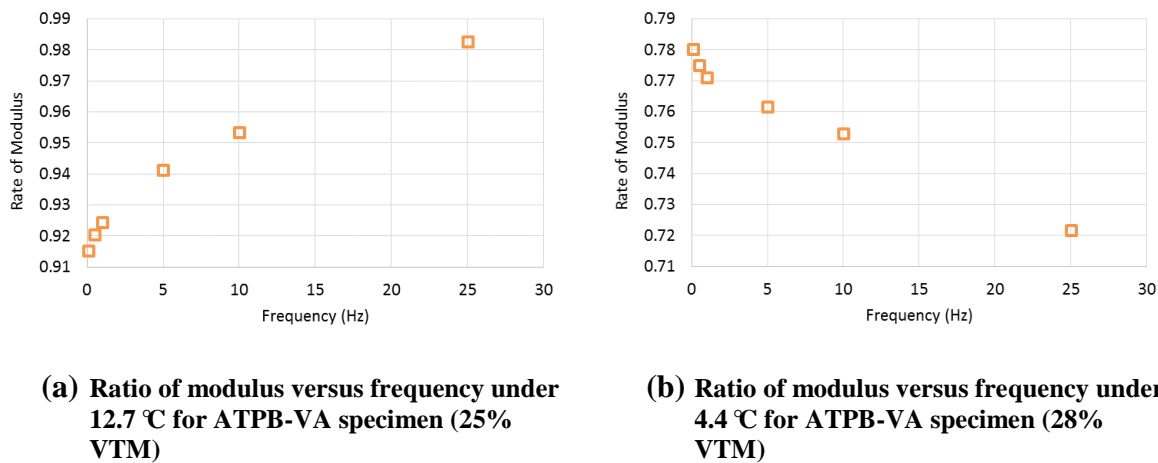 0.99
0.98
0.97
0.96
0.95
0.94
0.93
0.92
0.91
Rate of Modulus
0 5 10 15 20 25 30
Frequency (Hz)
(a) Ratio of modulus versus frequency under
12.7 ℃ for ATPB-VA specimen (25%
VTM)
0.79
0.78
0.77
0.76
0.75
0.74
0.73
0.72
0.71
Rate of Modulus
0 5 10 15 20 25 30
Frequency (Hz)
(b) Ratio of modulus versus frequency under
4.4 ℃ for ATPB-VA specimen (28%
VTM)